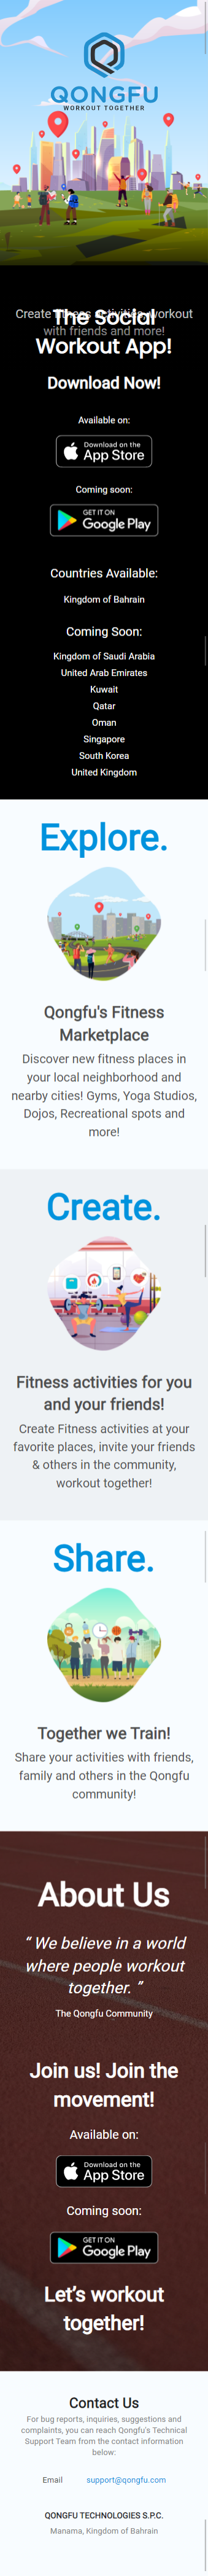 QONGFU
WORKOUT TOGETHER
Create fitness activities, workout
with friends and more!
The Social
Workout App!
Download Now!
Available on:
Download on the
App Store
Coming soon:
GET IT ON
Google Play
Countries Available:
Kingdom of Bahrain
Coming Soon:
Kingdom of Saudi Arabia
United Arab Emirates
Kuwait
Qatar
Oman
Singapore
South Korea
United Kingdom
Explore.
Qongfu's Fitness
Marketplace
Discover new fitness places in
your local neighborhood and
nearby cities! Gyms, Yoga Studios,
Dojos, Recreational spots and
more!
Create.
Fitness activities for you
and your friends!
Create Fitness activities at your
favorite places, invite your friends
& others in the community,
workout together!
Share.
Together we Train!
Share your activities with friends,
family and others in the Qongfu
community!
About Us
“ We believe in a world
where people workout
together. ”
The Qongfu Community
Join us! Join the
movement!
Available on:
Download on the
App Store
Coming soon:
GET IT ON
Google Play
Let’s workout
together!
Contact Us
For bug reports, inquiries, suggestions and
complaints, you can reach Qongfu's Technical
Support Team from the contact information
below:
Email support@qongfu.com
QONGFU TECHNOLOGIES S.P.C.
Manama, Kingdom of Bahrain